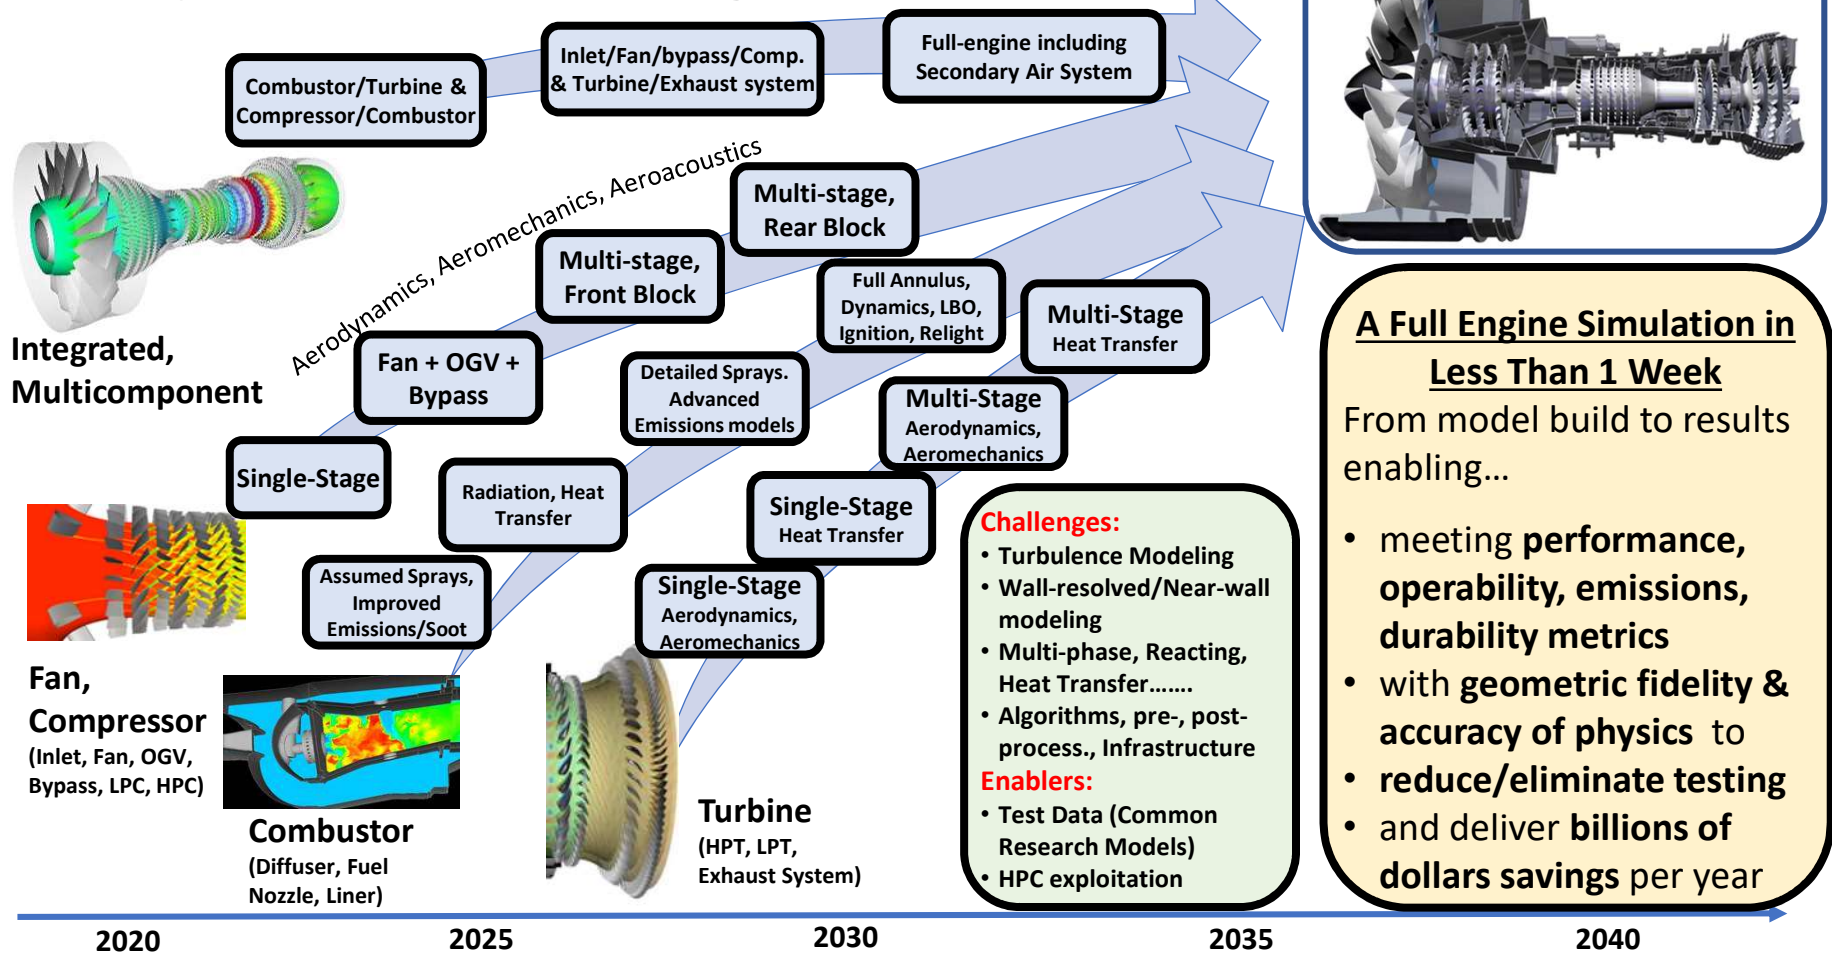 Combustor/Turbine &
Compressor/Combustor
Inlet/Fan/bypass/Comp.
& Turbine/Exhaust system
Full-engine including
Secondary Air System
Integrated,
Multicomponent
Aerodynamics, Aeromechanics, Aeroacoustics
Single-Stage
Fan + OGV +
Bypass
Multi-stage,
Front Block
Multi-stage,
Rear Block
Fan,
Compressor
(Inlet, Fan, OGV,
Bypass, LPC, HPC)
Assumed Sprays,
Improved
Emissions/Soot
Radiation, Heat
Transfer
Detailed Sprays.
Advanced
Emissions models
Full Annulus,
Dynamics, LBO,
Ignition, Relight
Combustor
(Diffuser, Fuel
Nozzle, Liner)
Single-Stage
Aerodynamics,
Aeromechanics
Single-Stage
Heat Transfer
Multi-Stage
Aerodynamics,
Aeromechanics
Multi-Stage
Heat Transfer
Turbine
(HPT, LPT,
Exhaust System)
Challenges:
• Turbulence Modeling
• Wall-resolved/Near-wall
modeling
• Multi-phase, Reacting,
Heat Transfer…....
• Algorithms, pre-, post-
process., Infrastructure
Enablers:
• Test Data (Common
Research Models)
• HPC exploitation
A Full Engine Simulation in
Less Than 1 Week
From model build to results
enabling…
• meeting performance,
operability, emissions,
durability metrics
• with geometric fidelity &
accuracy of physics to
• reduce/eliminate testing
• and deliver billions of
dollars savings per year
2020
2025
2030
2035
2040